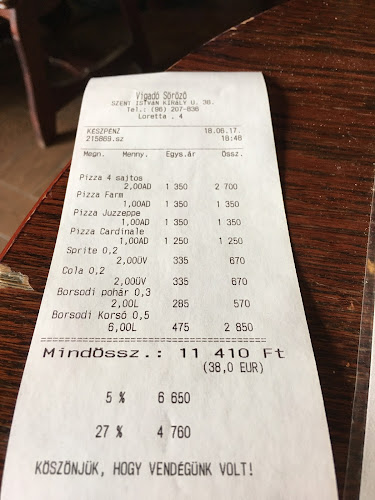 Vigadó Söröző
SZENT ISTVÁN KIRÁLY U. 38.
Tel.: (96) 207-836
Loretta , 4
KÉSZPÉNZ 18.06.17.
215869.sz 18:48
Megn. Menny. Egys.ár Össz.
Pizza 4 sajtos
2,00AD 1 350 2 700
Pizza Farm
1,00AD 1 350 1 350
Pizza Juzzeppe
1,00AD 1 350 1 350
Pizza Cardinale
1,00AD 1 250 1 250
Sprite 0,2
2,00ÜV 335 670
Cola 0,2
2,00ÜV 335 670
Borsodi pohár 0,3
2,00L 285 570
Borsodi Korsó 0,5
6,00L 475 2 850
Mindössz.: 11 410 Ft
(38,0 EUR)
5 % 6 650
27 % 4 760
KÖSZÖNJÜK, HOGY VENDÉGÜNK VOLT!